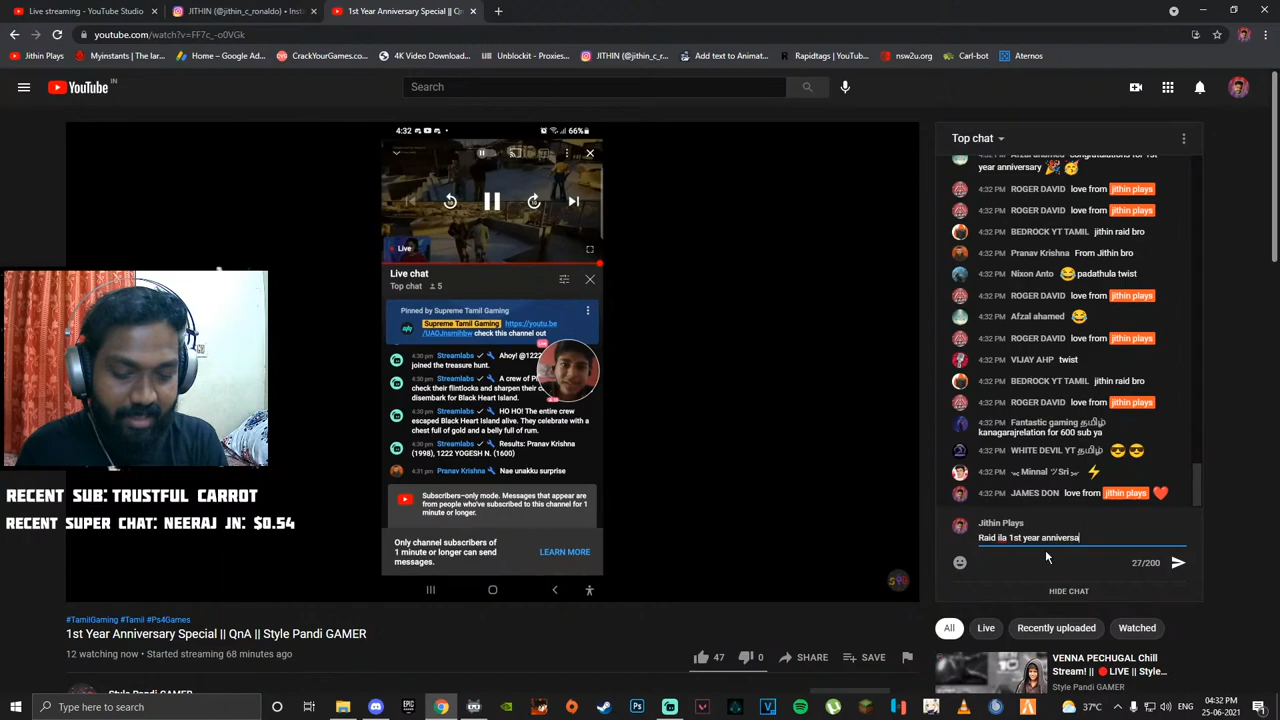 Live streaming - YouTube Studio
JITHIN (@jithin_c_ronaldo) • Inst
1st Year Anniversary Special || Qn
youtube.com/watch?v=FF7c_-o0VGk
Jithin Plays
Myinstants | The lar...
Home – Google Ad...
CrackYourGames.co...
4K Video Download...
Unblockit - Proxies...
JITHIN (@jithin_c_r...
Add text to Animat...
Rapidtags | YouTub...
nsw2u.org
Carl-bot
Aternos
YouTube IN
Search
4:32
66%
Live
Live chat
Top chat 5
Pinned by Supreme Tamil Gaming
Supreme Tamil Gaming https://youtu.be
/UAOJnsmihbw check this channel out
4:30 pm Streamlabs Ahoy! @1222
joined the treasure hunt.
4:30 pm Streamlabs A crew of P
check their flintlocks and sharpen their c
disembark for Black Heart Island.
4:30 pm Streamlabs HO HO! The entire crew
escaped Black Heart Island alive. They celebrate with a
chest full of gold and a belly full of rum.
4:30 pm Streamlabs Results: Pranav Krishna
(1998), 1222 YOGESH N. (1600)
4:31 pm Pranav Krishna Nae unakku surprise
Subscribers-only mode. Messages that appear are
from people who've subscribed to this channel for 1
minute or longer.
Only channel subscribers of
1 minute or longer can send
messages.
LEARN MORE
RECENT SUB: TRUSTFUL CARROT
RECENT SUPER CHAT: NEERAJ JN: $0.54
Top chat
4:32 PM Afzal ahamed congratulations for 1st
year anniversary
4:32 PM ROGER DAVID love from jithin plays
4:32 PM ROGER DAVID love from jithin plays
4:32 PM BEDROCK YT TAMIL jithin raid bro
4:32 PM Pranav Krishna From Jithin bro
4:32 PM Nixon Anto 😂 padathula twist
4:32 PM ROGER DAVID love from jithin plays
4:32 PM Afzal ahamed 😂
4:32 PM ROGER DAVID love from jithin plays
4:32 PM VIJAY AHP twist
4:32 PM BEDROCK YT TAMIL jithin raid bro
4:32 PM ROGER DAVID love from jithin plays
4:32 PM Fantastic gaming தமிழ்
kanagarajrelation for 600 sub ya
4:32 PM WHITE DEVIL YT தமிழ் 😎😎
4:32 PM Minnal ツSri ⚡
4:32 PM JAMES DON love from jithin plays ❤️
Jithin Plays
Raid ila 1st year anniversa
27/200
HIDE CHAT
#TamilGaming #Tamil #Ps4Games
1st Year Anniversary Special || QnA || Style Pandi GAMER
12 watching now • Started streaming 68 minutes ago
47
0
SHARE
SAVE
Style Pandi GAMER
All
Live
Recently uploaded
Watched
VENNA PECHUGAL Chill
Stream! || 🔴LIVE || Style...
Style Pandi GAMER
Type here to search
37°C
04:32 PM
25-06-2021